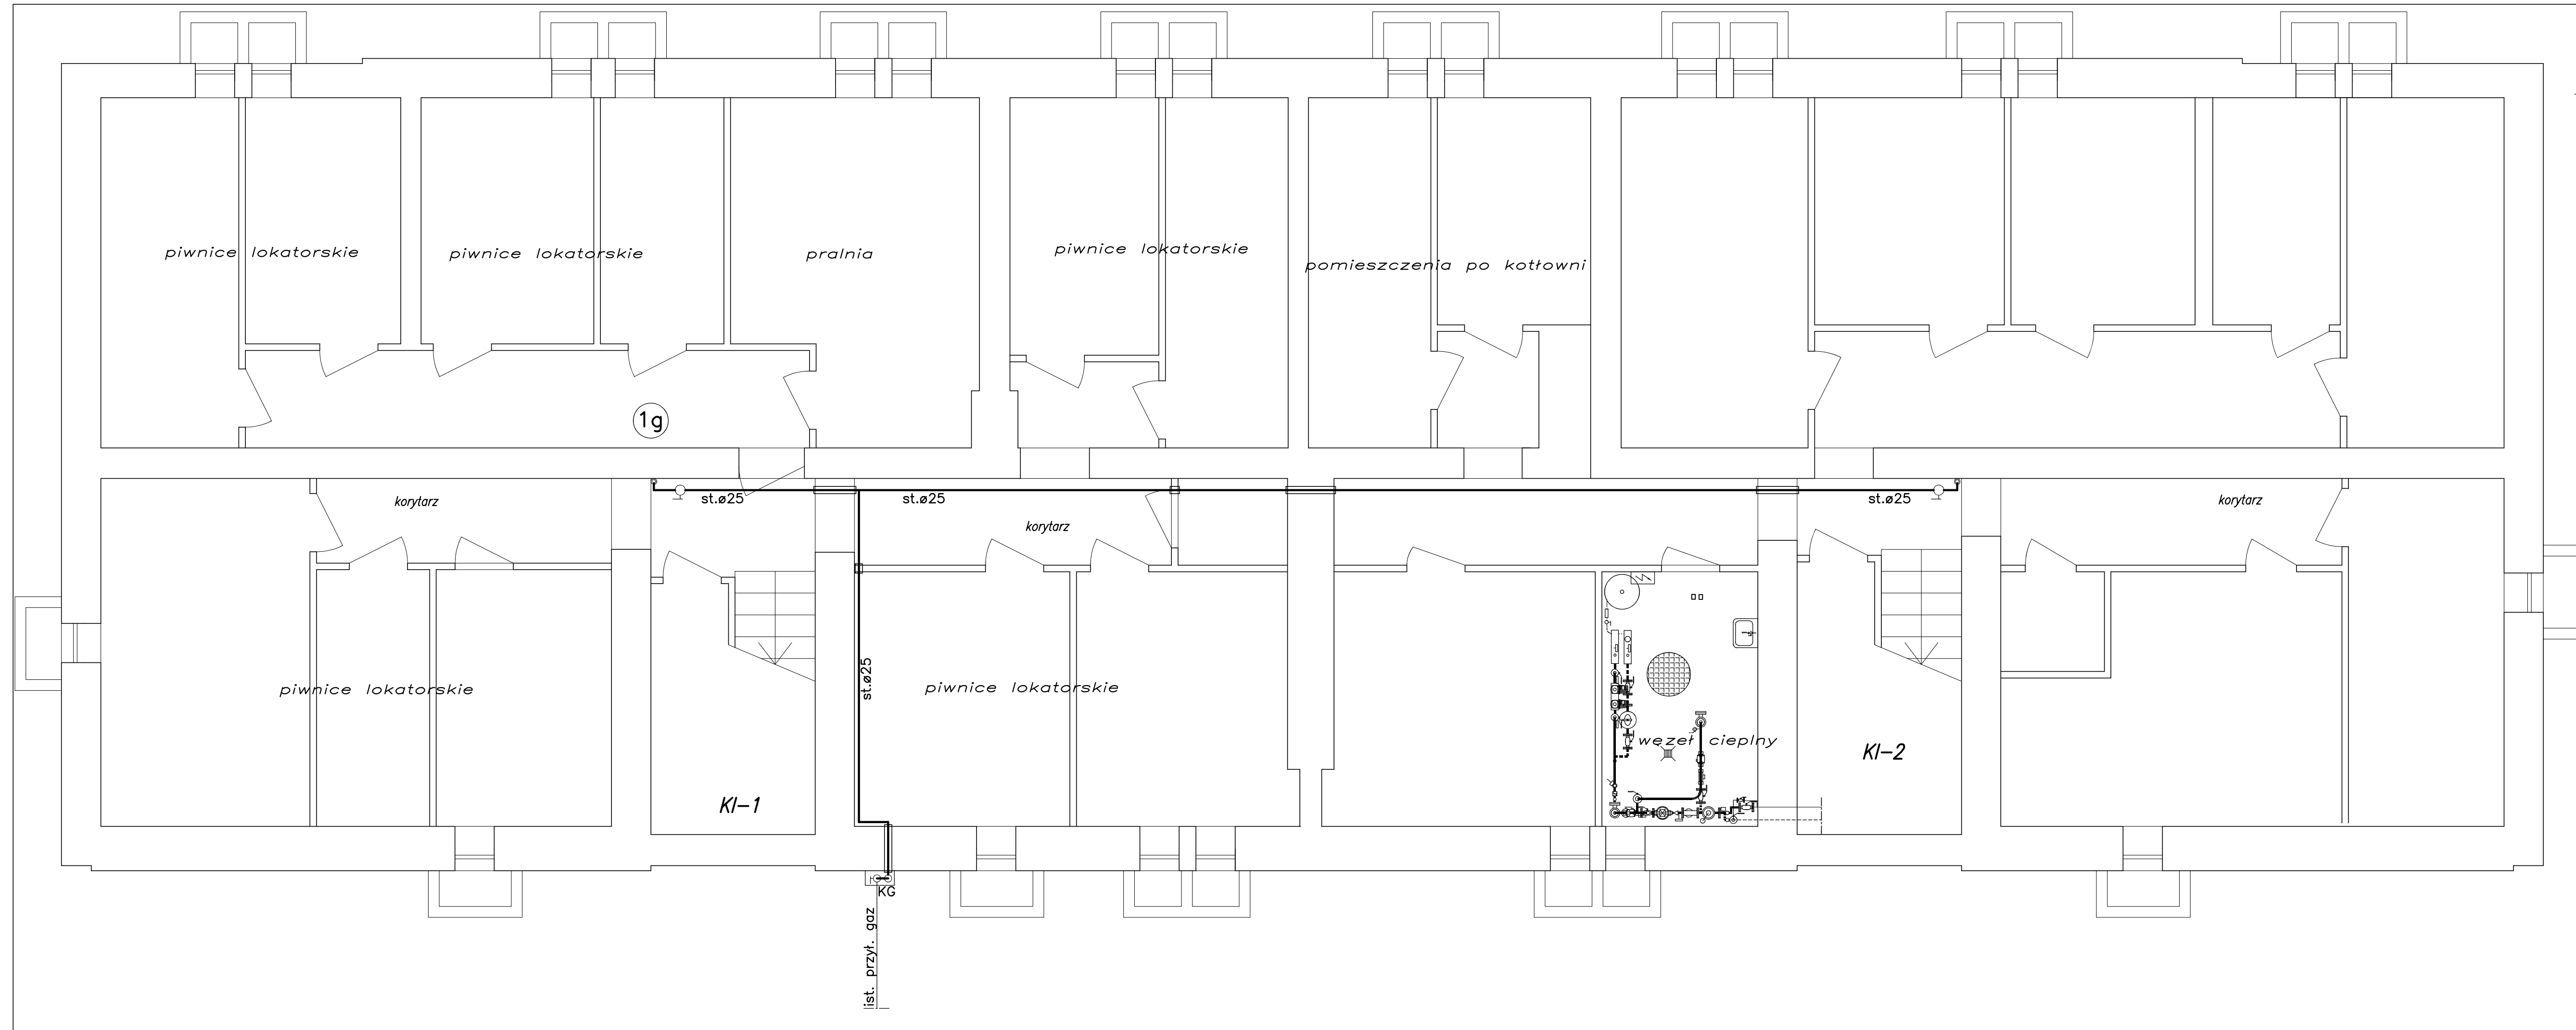 piwnice lokatorskie
piwnice lokatorskie
pralnia
piwnice lokatorskie
pomieszczenia po kotłowni
1g
korytarz
st.ø25
st.ø25
korytarz
st.ø25
korytarz
piwnice lokatorskie
st.ø25
piwnice lokatorskie
węzeł cieplny
Kl-2
Kl-1
KG
ist. przył. gaz